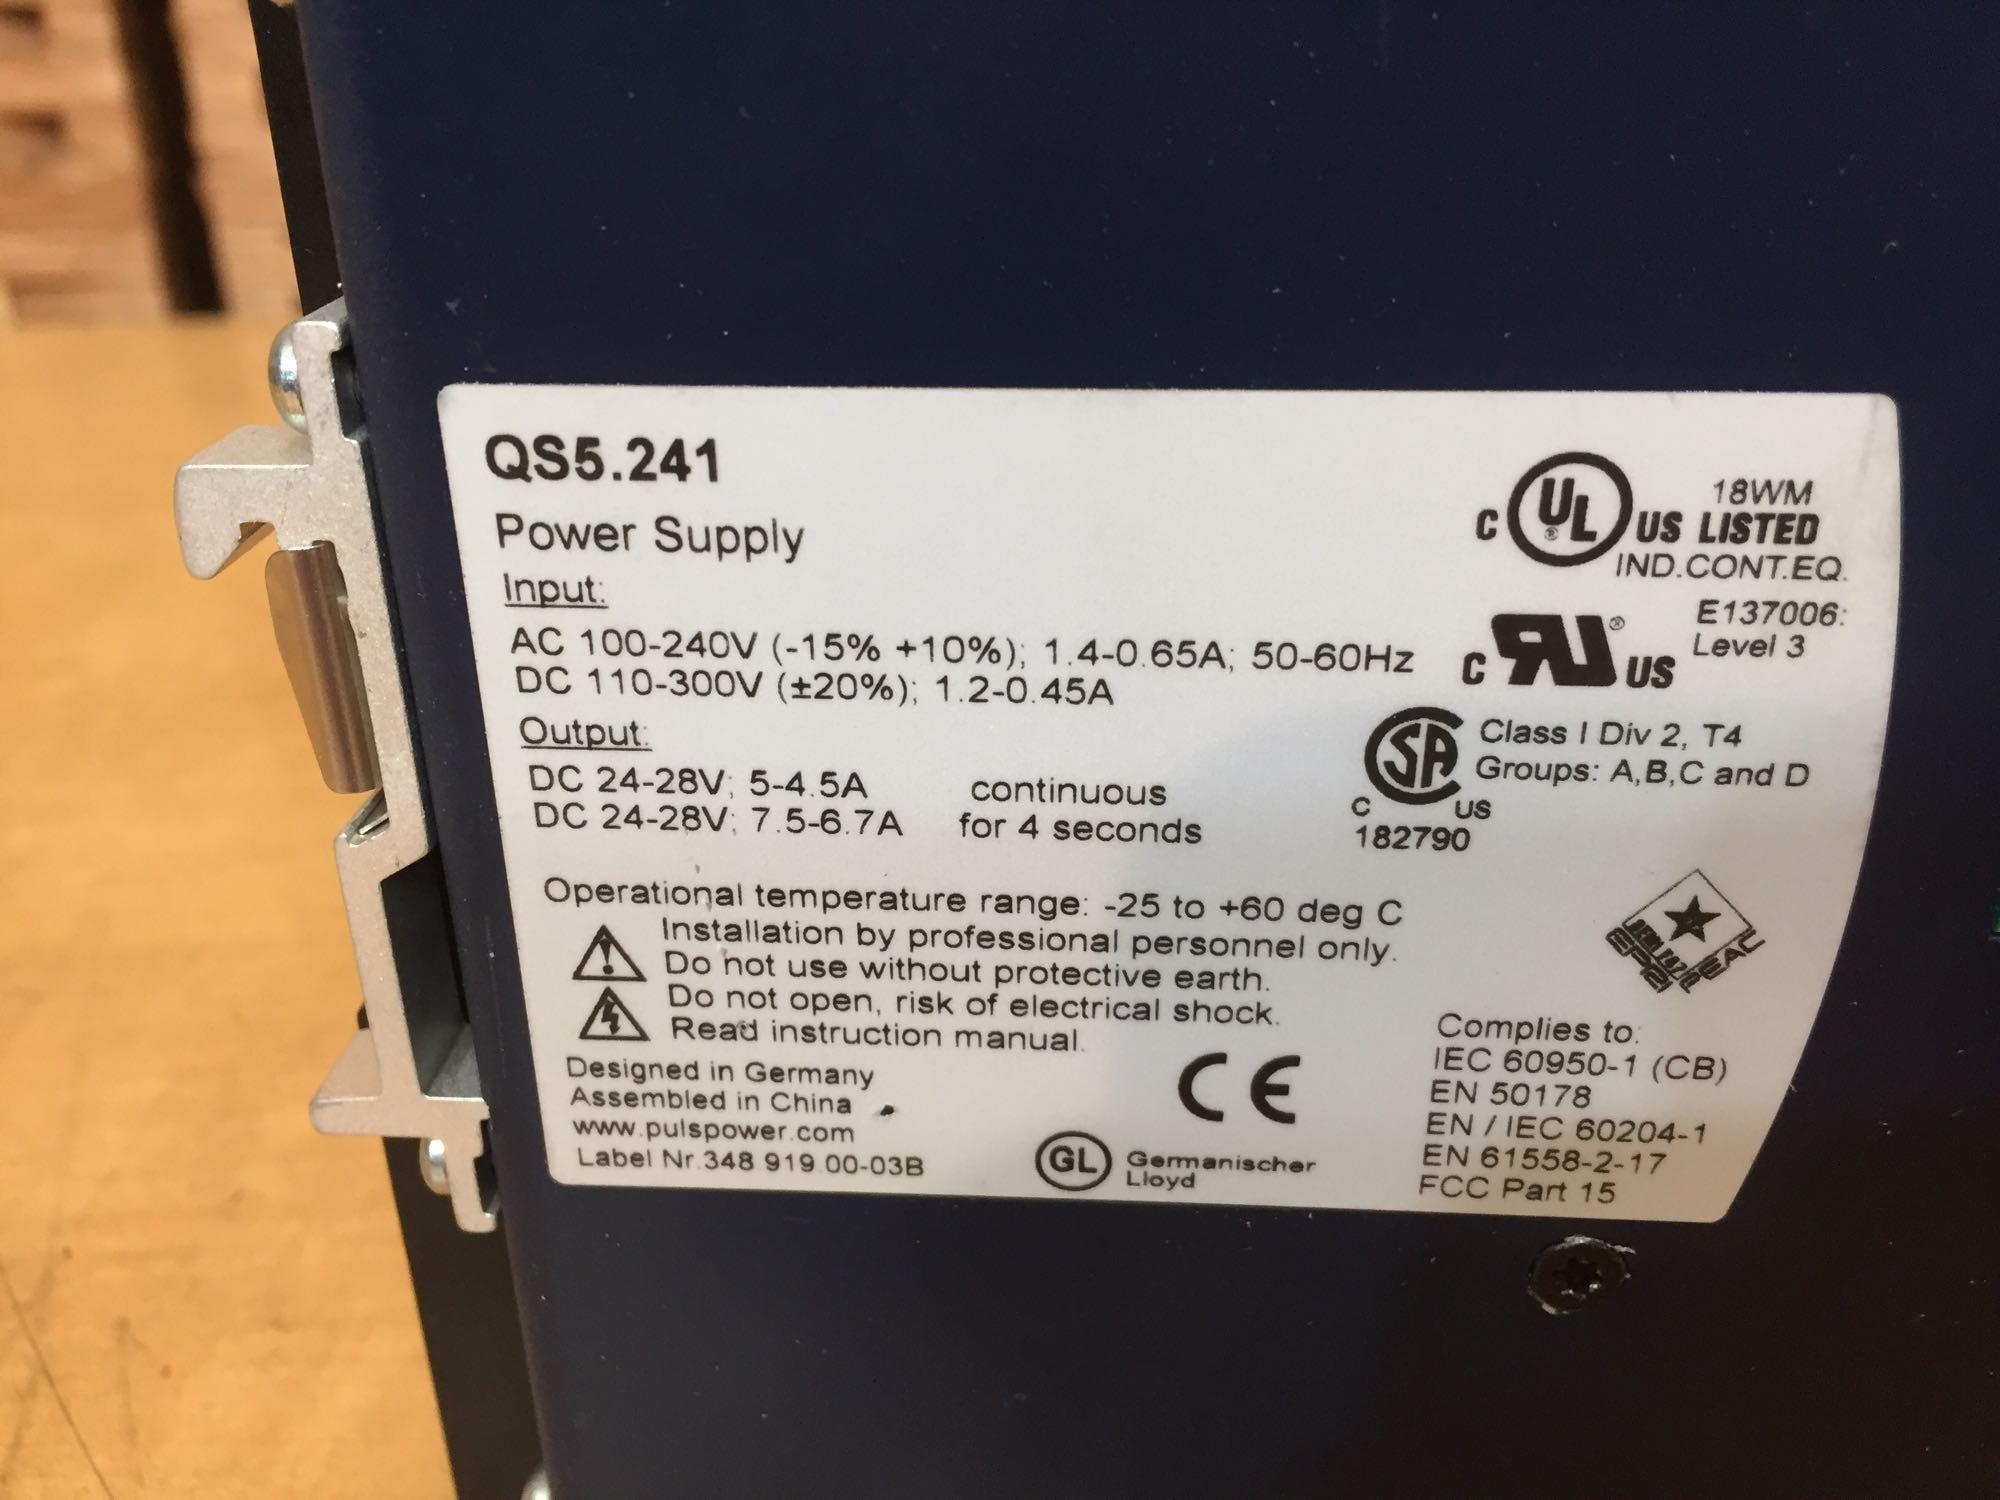 QS5.241
Power Supply
Input:
AC 100-240V (-15% +10%); 1.4-0.65A; 50-60Hz
DC 110-300V (±20%); 1.2-0.45A
Output:
DC 24-28V; 5-4.5A continuous
DC 24-28V; 7.5-6.7A for 4 seconds
Operational temperature range: -25 to +60 deg C
Installation by professional personnel only.
Do not use without protective earth.
Do not open, risk of electrical shock.
Read instruction manual.
Designed in Germany
Assembled in China
www.pulspower.com
Label Nr.348.919.00-03B
C UL ® US LISTED
18WM
IND.CONT.EQ.
C RU ® US
E137006:
Level 3
SA
C US
182790
Class I Div 2, T4
Groups: A,B,C and D
CE
GL Germanischer
Lloyd
Complies to:
IEC 60950-1 (CB)
EN 50178
EN / IEC 60204-1
EN 61558-2-17
FCC Part 15